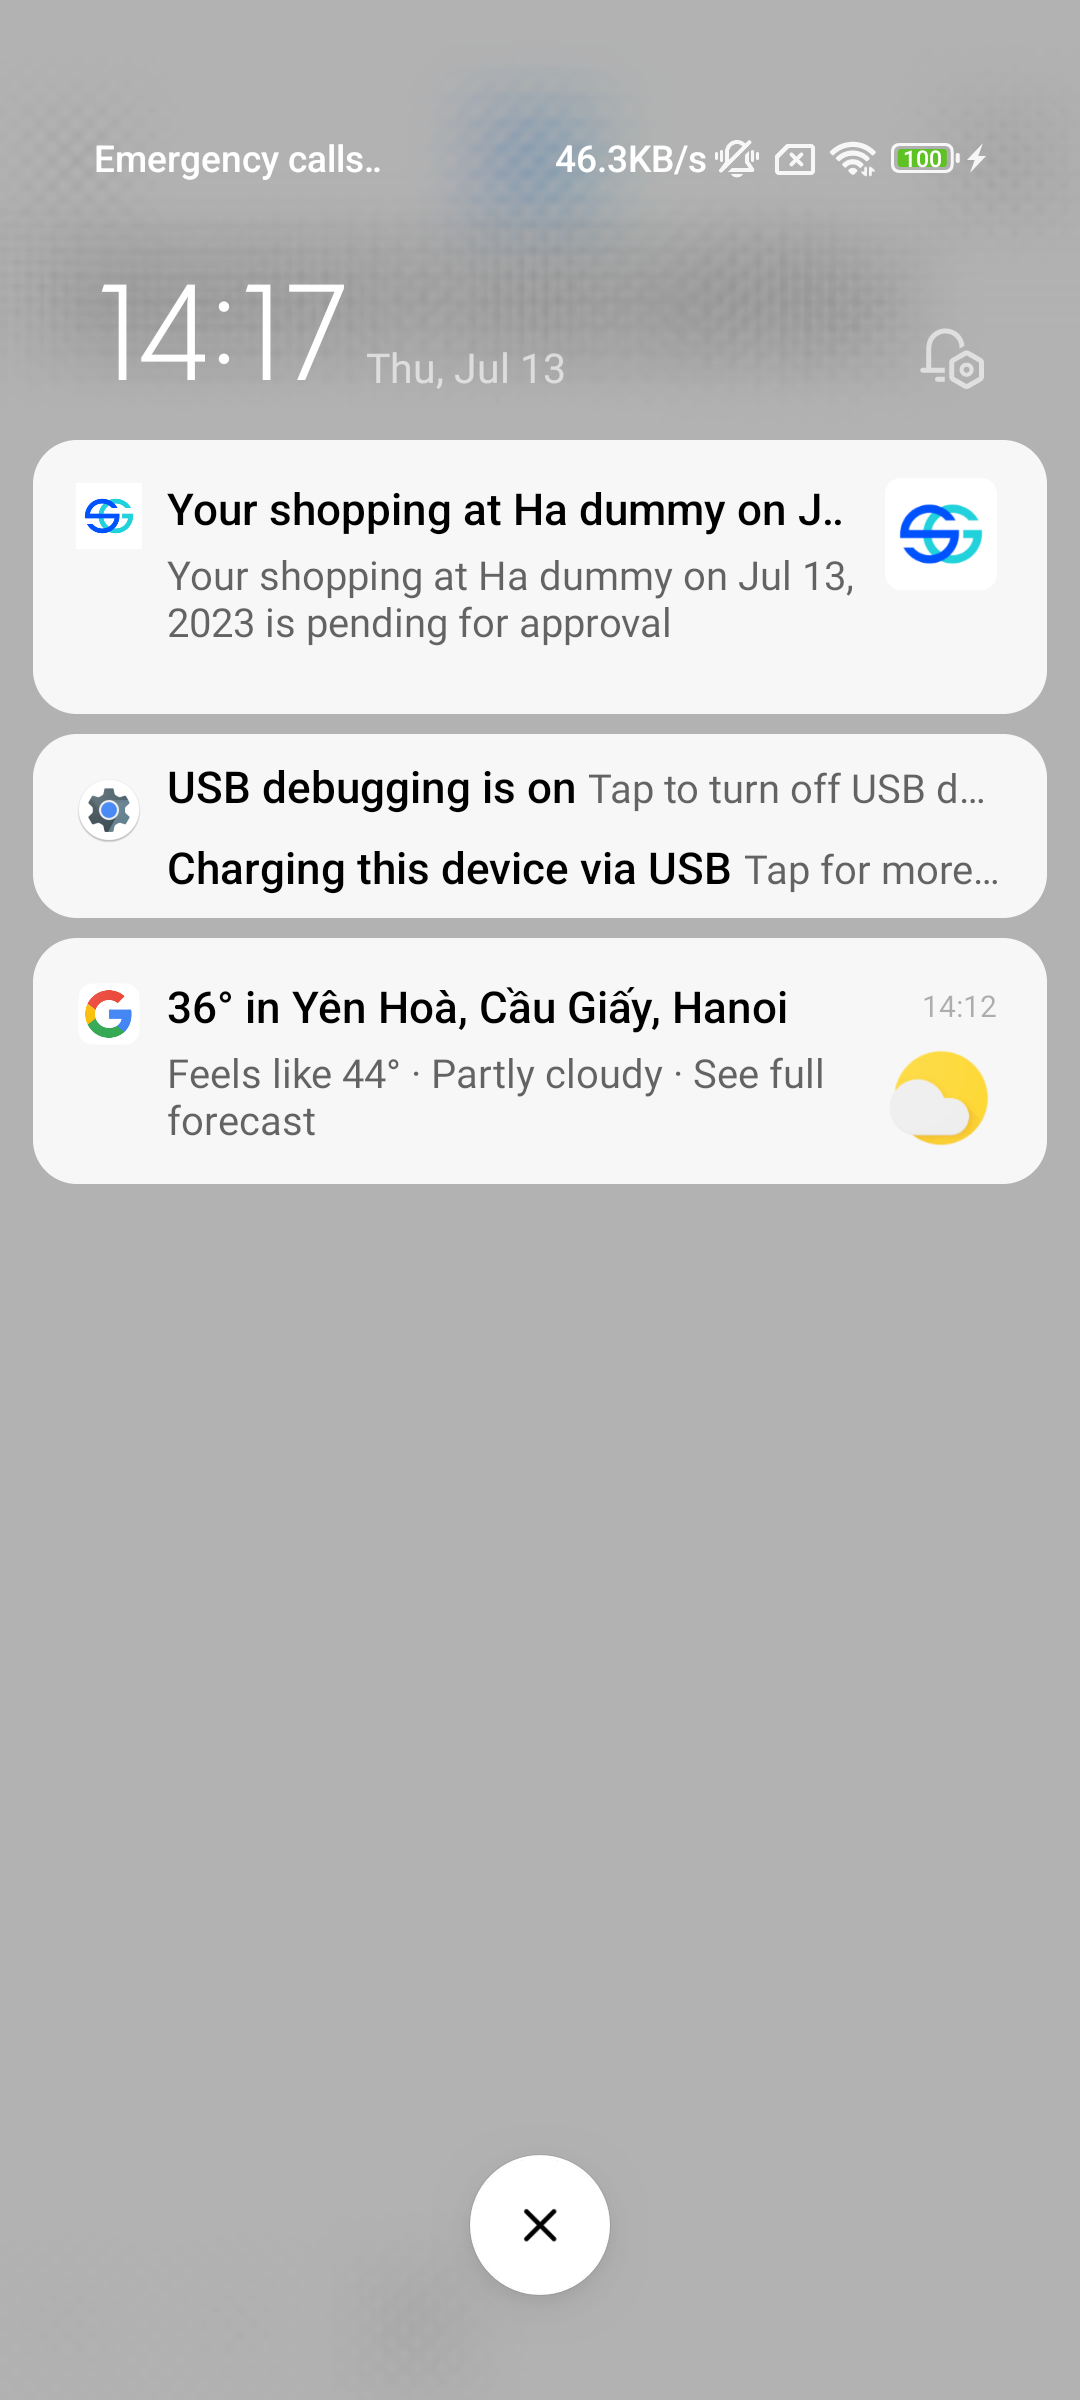 Emergency calls.. 46.3KB/s 100
14:17 Thu, Jul 13
Your shopping at Ha dummy on J..
Your shopping at Ha dummy on Jul 13,
2023 is pending for approval
USB debugging is on Tap to turn off USB d...
Charging this device via USB Tap for more...
36° in Yên Hoà, Cầu Giấy, Hanoi 14:12
Feels like 44° · Partly cloudy · See full
forecast